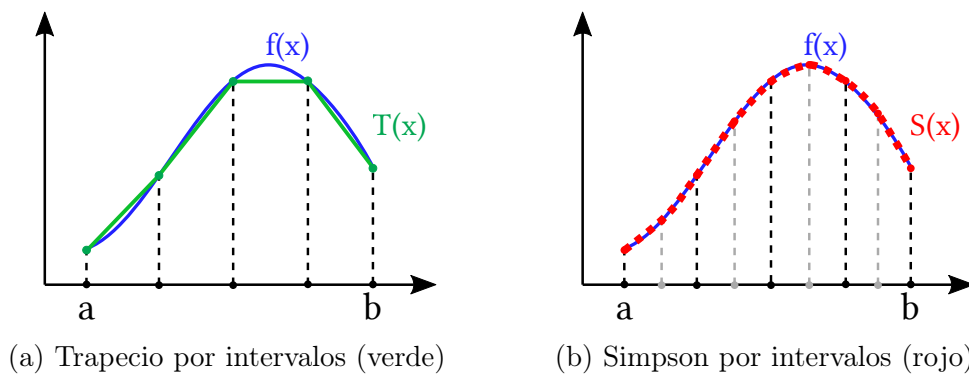 f(x)
T(x)
a
b
(a) Trapecio por intervalos (verde)
f(x)
S(x)
a
b
(b) Simpson por intervalos (rojo)